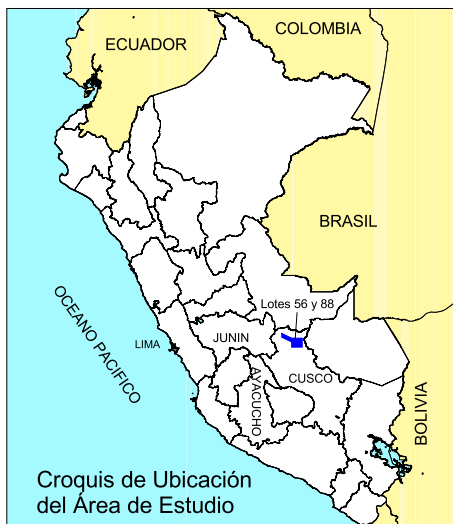 COLOMBIA
ECUADOR
BRASIL
Lotes 56 y 88
OCEANO PACIFICO
LIMA
JUNIN
AYACUCHO
CUSCO
BOLIVIA
Croquis de Ubicación
del Área de Estudio